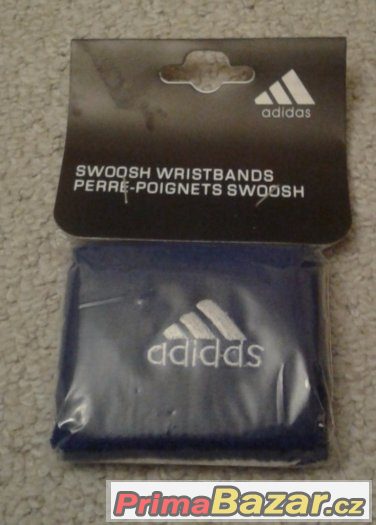 adidas
SWOOSH WRISTBANDS
PERRE-POIGNETS SWOOSH
adidas
PrimaBazar.cz